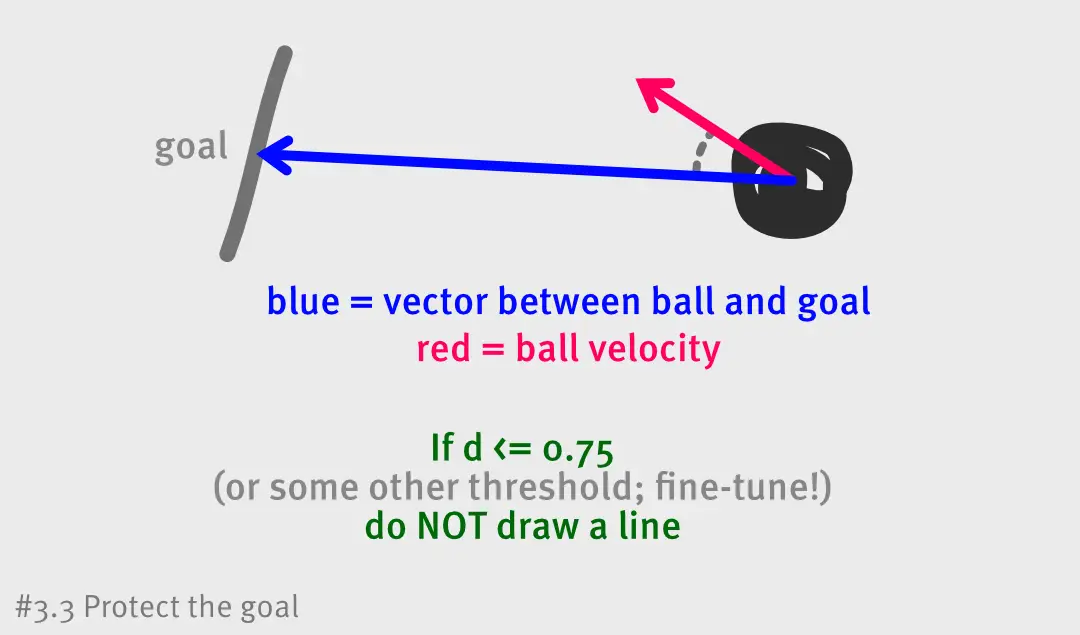 goal
blue = vector between ball and goal
red = ball velocity
If d <= 0.75
(or some other threshold; fine-tune!)
do NOT draw a line
#3.3 Protect the goal